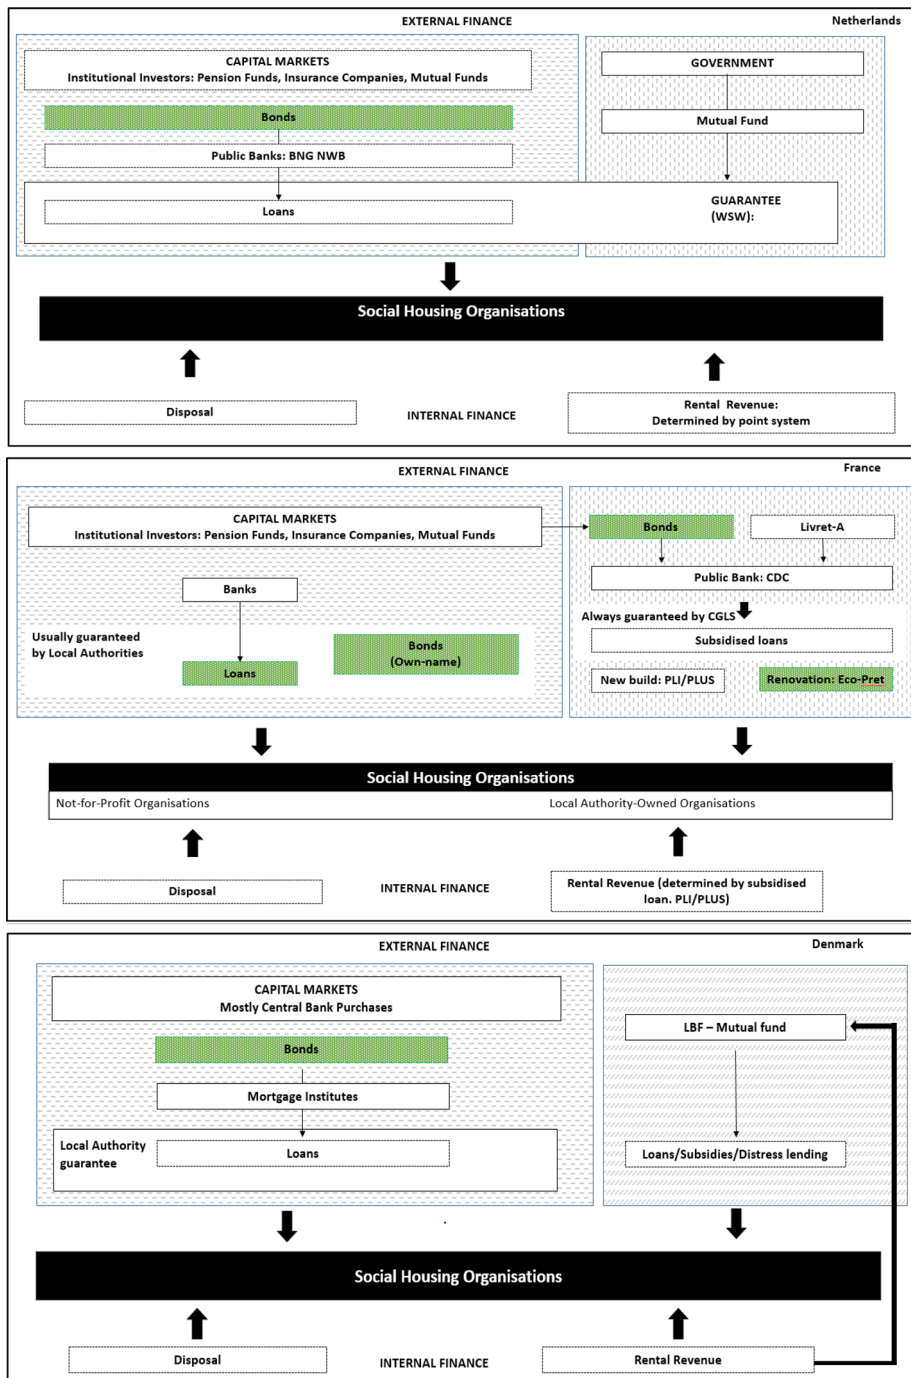 EXTERNAL FINANCE
Netherlands
CAPITAL MARKETS
Institutional Investors: Pension Funds, Insurance Companies, Mutual Funds
GOVERNMENT
Bonds
Mutual Fund
Public Banks: BNG NWB
Loans
GUARANTEE
(WSW):
Social Housing Organisations
Disposal
INTERNAL FINANCE
Rental Revenue:
Determined by point system
EXTERNAL FINANCE
France
CAPITAL MARKETS
Institutional Investors: Pension Funds, Insurance Companies, Mutual Funds
Bonds
Livret-A
Public Bank: CDC
Banks
Always guaranteed by CGLS
Usually guaranteed
by Local Authorities
Subsidised loans
Bonds
(Own-name)
Loans
New build: PLI/PLUS
Renovation: Eco-Pret
Social Housing Organisations
Not-for-Profit Organisations
Local Authority-Owned Organisations
Disposal
INTERNAL FINANCE
Rental Revenue (determined by subsidised
loan. PLI/PLUS)
EXTERNAL FINANCE
Denmark
CAPITAL MARKETS
Mostly Central Bank Purchases
LBF – Mutual fund
Bonds
Mortgage Institutes
Local Authority
guarantee
Loans
Loans/Subsidies/Distress lending
Social Housing Organisations
Disposal
INTERNAL FINANCE
Rental Revenue